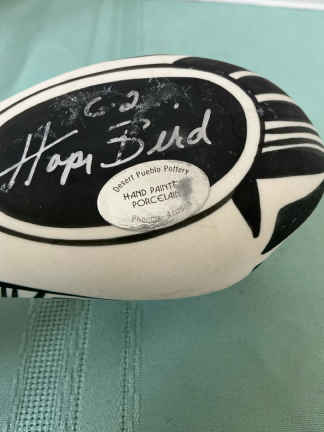 C-2
Hopi Bird
Desert Pueblo Pottery
HAND PAINTED
PORCELAIN